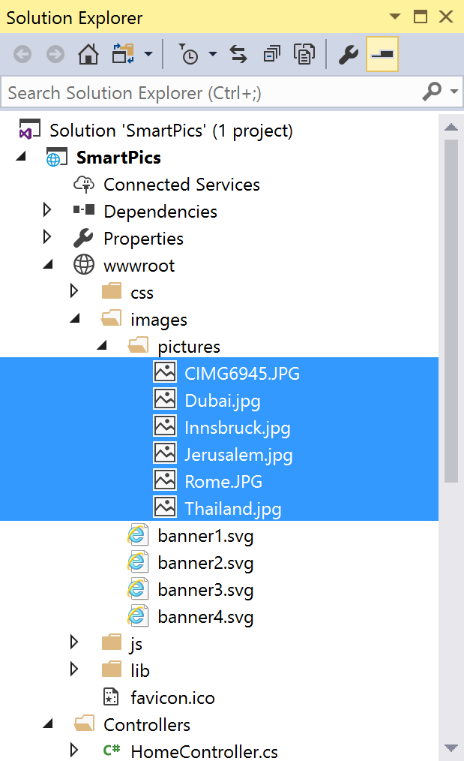 Solution Explorer
Search Solution Explorer (Ctrl+;)
Solution 'SmartPics' (1 project)
SmartPics
Connected Services
Dependencies
Properties
wwwroot
css
images
pictures
CIMG6945.JPG
Dubai.jpg
Innsbruck.jpg
Jerusalem.jpg
Rome.JPG
Thailand.jpg
banner1.svg
banner2.svg
banner3.svg
banner4.svg
js
lib
favicon.ico
Controllers
C# HomeController.cs